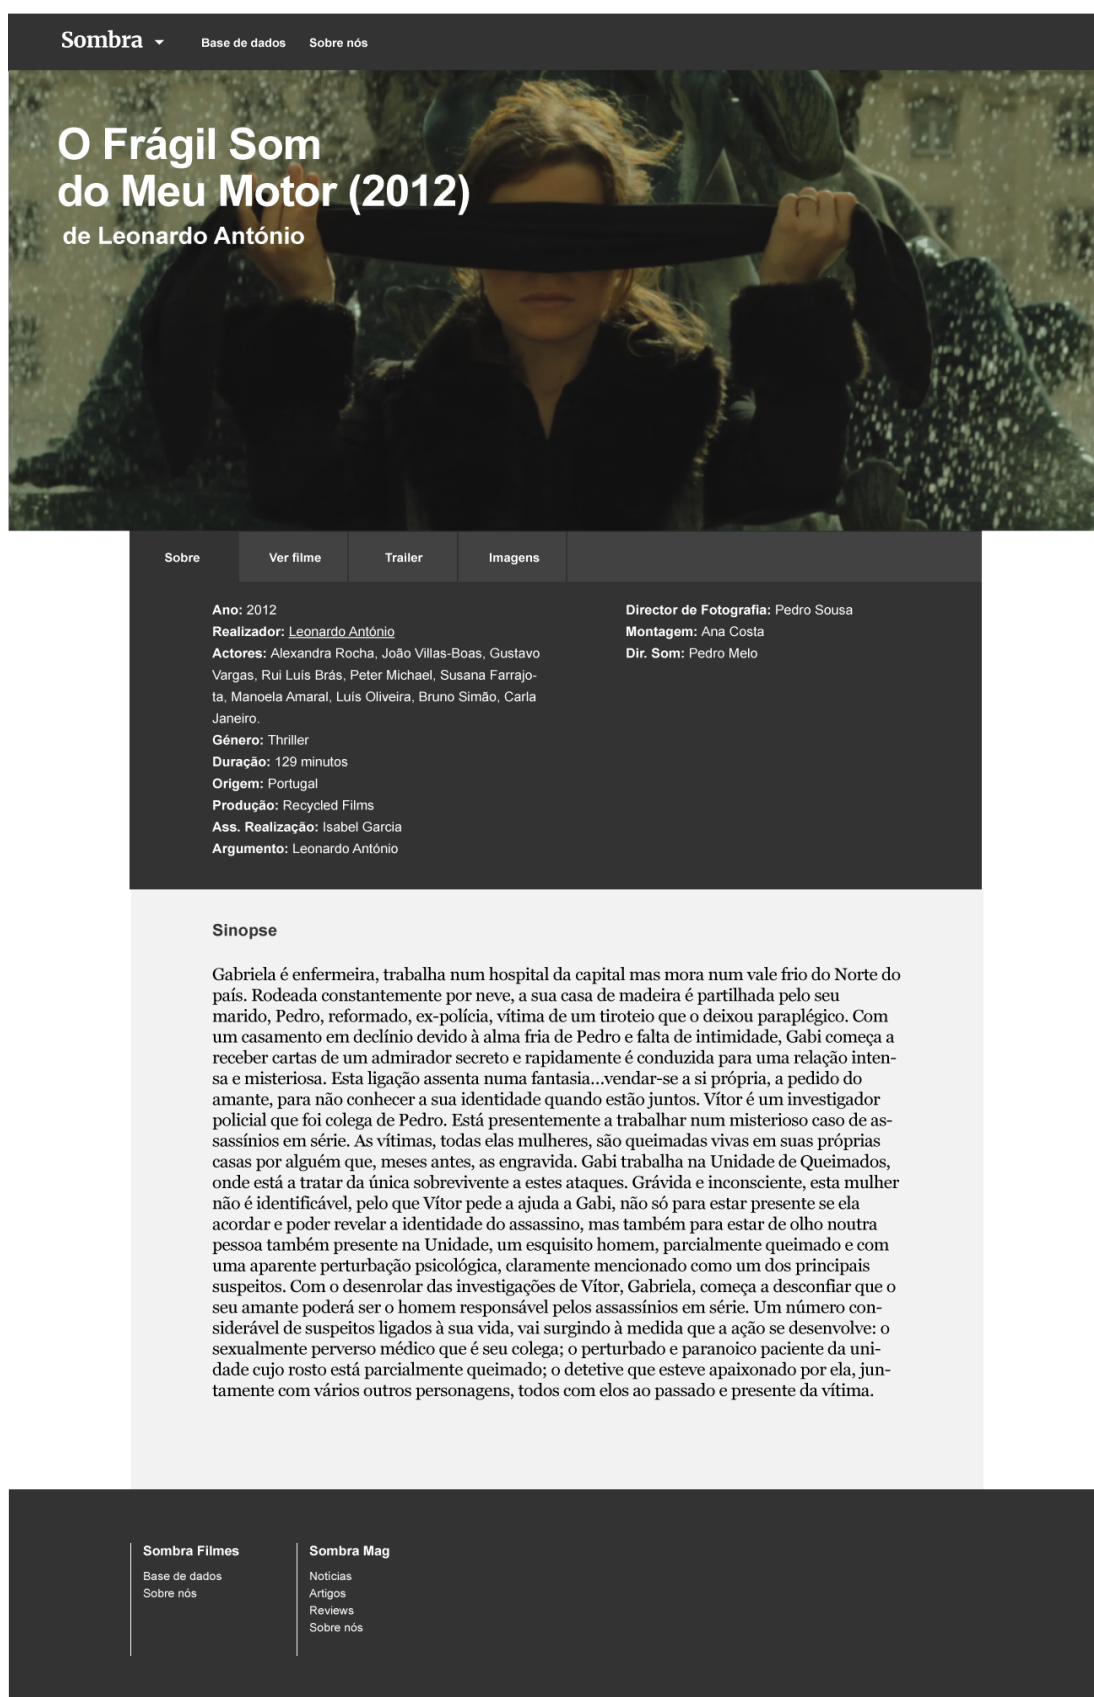 Sombra
Base de dados
Sobre nós
O Frágil Som
do Meu Motor (2012)
de Leonardo António
Sobre
Ver filme
Trailer
Imagens
Ano: 2012
Realizador: Leonardo António
Actores: Alexandra Rocha, João Villas-Boas, Gustavo
Vargas, Rui Luís Brás, Peter Michael, Susana Farrajo-
ta, Manoela Amaral, Luís Oliveira, Bruno Simão, Carla
Janeiro.
Género: Thriller
Duração: 129 minutos
Origem: Portugal
Produção: Recycled Films
Ass. Realização: Isabel Garcia
Argumento: Leonardo António
Director de Fotografia: Pedro Sousa
Montagem: Ana Costa
Dir. Som: Pedro Melo
Sinopse
Gabriela é enfermeira, trabalha num hospital da capital mas mora num vale frio do Norte do
país. Rodeada constantemente por neve, a sua casa de madeira é partilhada pelo seu
marido, Pedro, reformado, ex-polícia, vítima de um tiroteio que o deixou paraplégico. Com
um casamento em declínio devido à alma fria de Pedro e falta de intimidade, Gabi começa a
receber cartas de um admirador secreto e rapidamente é conduzida para uma relação inten-
sa e misteriosa. Esta ligação assenta numa fantasia...vendar-se a si própria, a pedido do
amante, para não conhecer a sua identidade quando estão juntos. Vítor é um investigador
policial que foi colega de Pedro. Está presentemente a trabalhar num misterioso caso de as-
sassínios em série. As vítimas, todas elas mulheres, são queimadas vivas em suas próprias
casas por alguém que, meses antes, as engravida. Gabi trabalha na Unidade de Queimados,
onde está a tratar da única sobrevivente a estes ataques. Grávida e inconsciente, esta mulher
não é identificável, pelo que Vítor pede a ajuda a Gabi, não só para estar presente se ela
acordar e poder revelar a identidade do assassino, mas também para estar de olho noutra
pessoa também presente na Unidade, um esquisito homem, parcialmente queimado e com
uma aparente perturbação psicológica, claramente mencionado como um dos principais
suspeitos. Com o desenrolar das investigações de Vítor, Gabriela, começa a desconfiar que o
seu amante poderá ser o homem responsável pelos assassínios em série. Um número con-
siderável de suspeitos ligados à sua vida, vai surgindo à medida que a ação se desenvolve: o
sexualmente perverso médico que é seu colega; o perturbado e paranoico paciente da uni-
dade cujo rosto está parcialmente queimado; o detetive que esteve apaixonado por ela, jun-
tamente com vários outros personagens, todos com elos ao passado e presente da vítima.
Sombra Filmes
Base de dados
Sobre nós
Sombra Mag
Notícias
Artigos
Reviews
Sobre nós